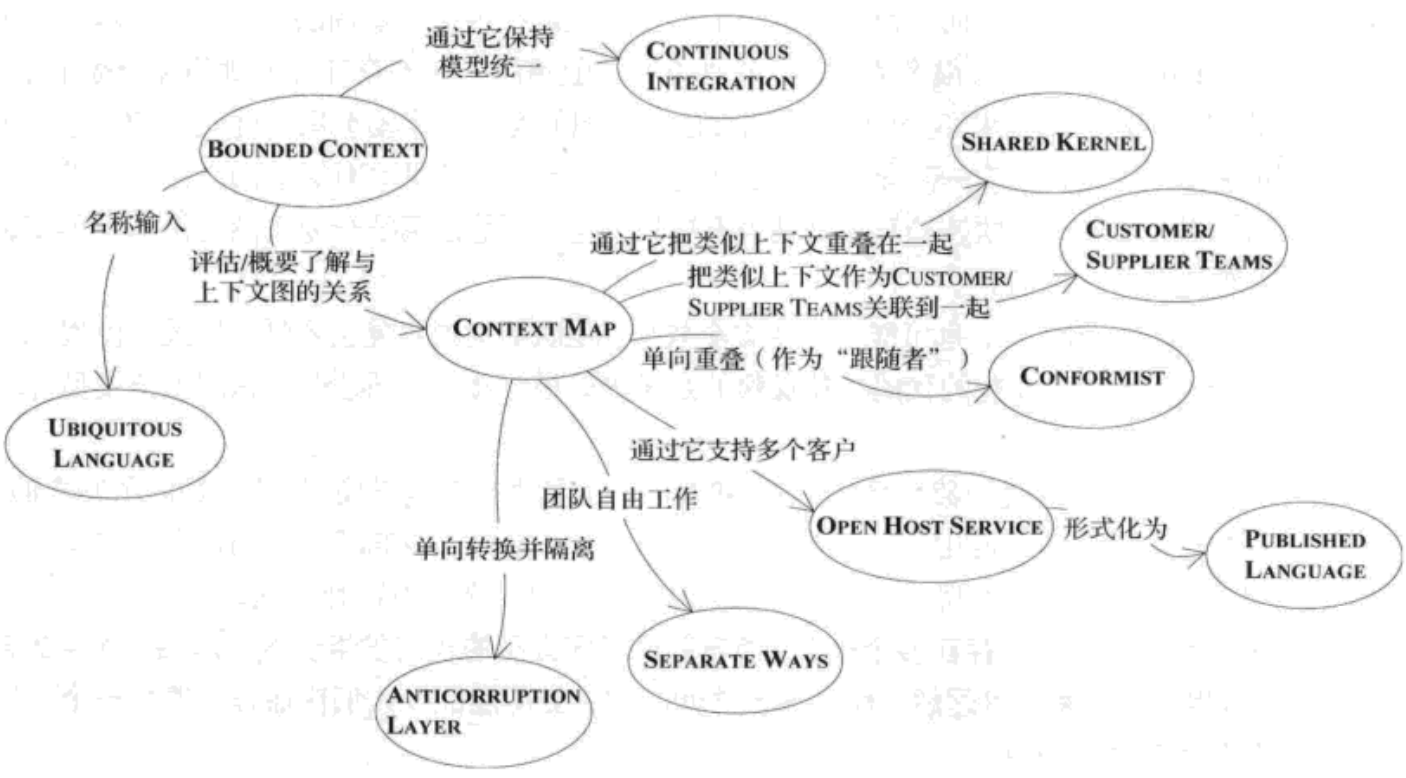 通过它保持
模型统一
CONTINUOUS
INTEGRATION
BOUNDED CONTEXT
SHARED KERNEL
名称输入
评估/概要了解与
上下文图的关系
通过它把类似上下文重叠在一起
CUSTOMER/
SUPPLIER TEAMS
把类似上下文作为CUSTOMER/
SUPPLIER TEAMS关联到一起
CONTEXT MAP
单向重叠（作为“跟随者”）
CONFORMIST
UBIQUITOUS
LANGUAGE
通过它支持多个客户
团队自由工作
OPEN HOST SERVICE
形式化为
PUBLISHED
LANGUAGE
单向转换并隔离
SEPARATE WAYS
ANTICORRUPTION
LAYER